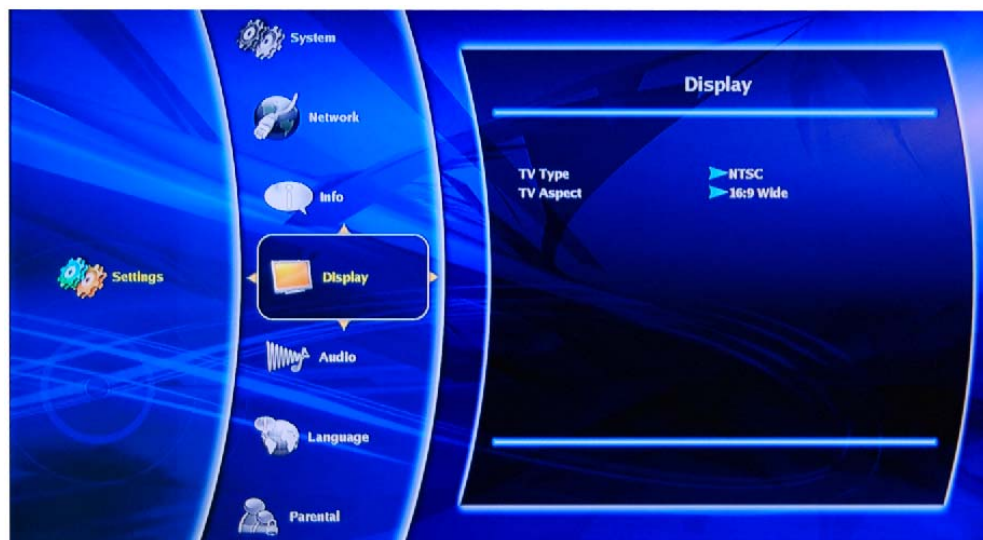 Settings
System
Network
Info
Display
Audio
Language
Parental
Display
TV Type NTSC
TV Aspect 16:9 Wide